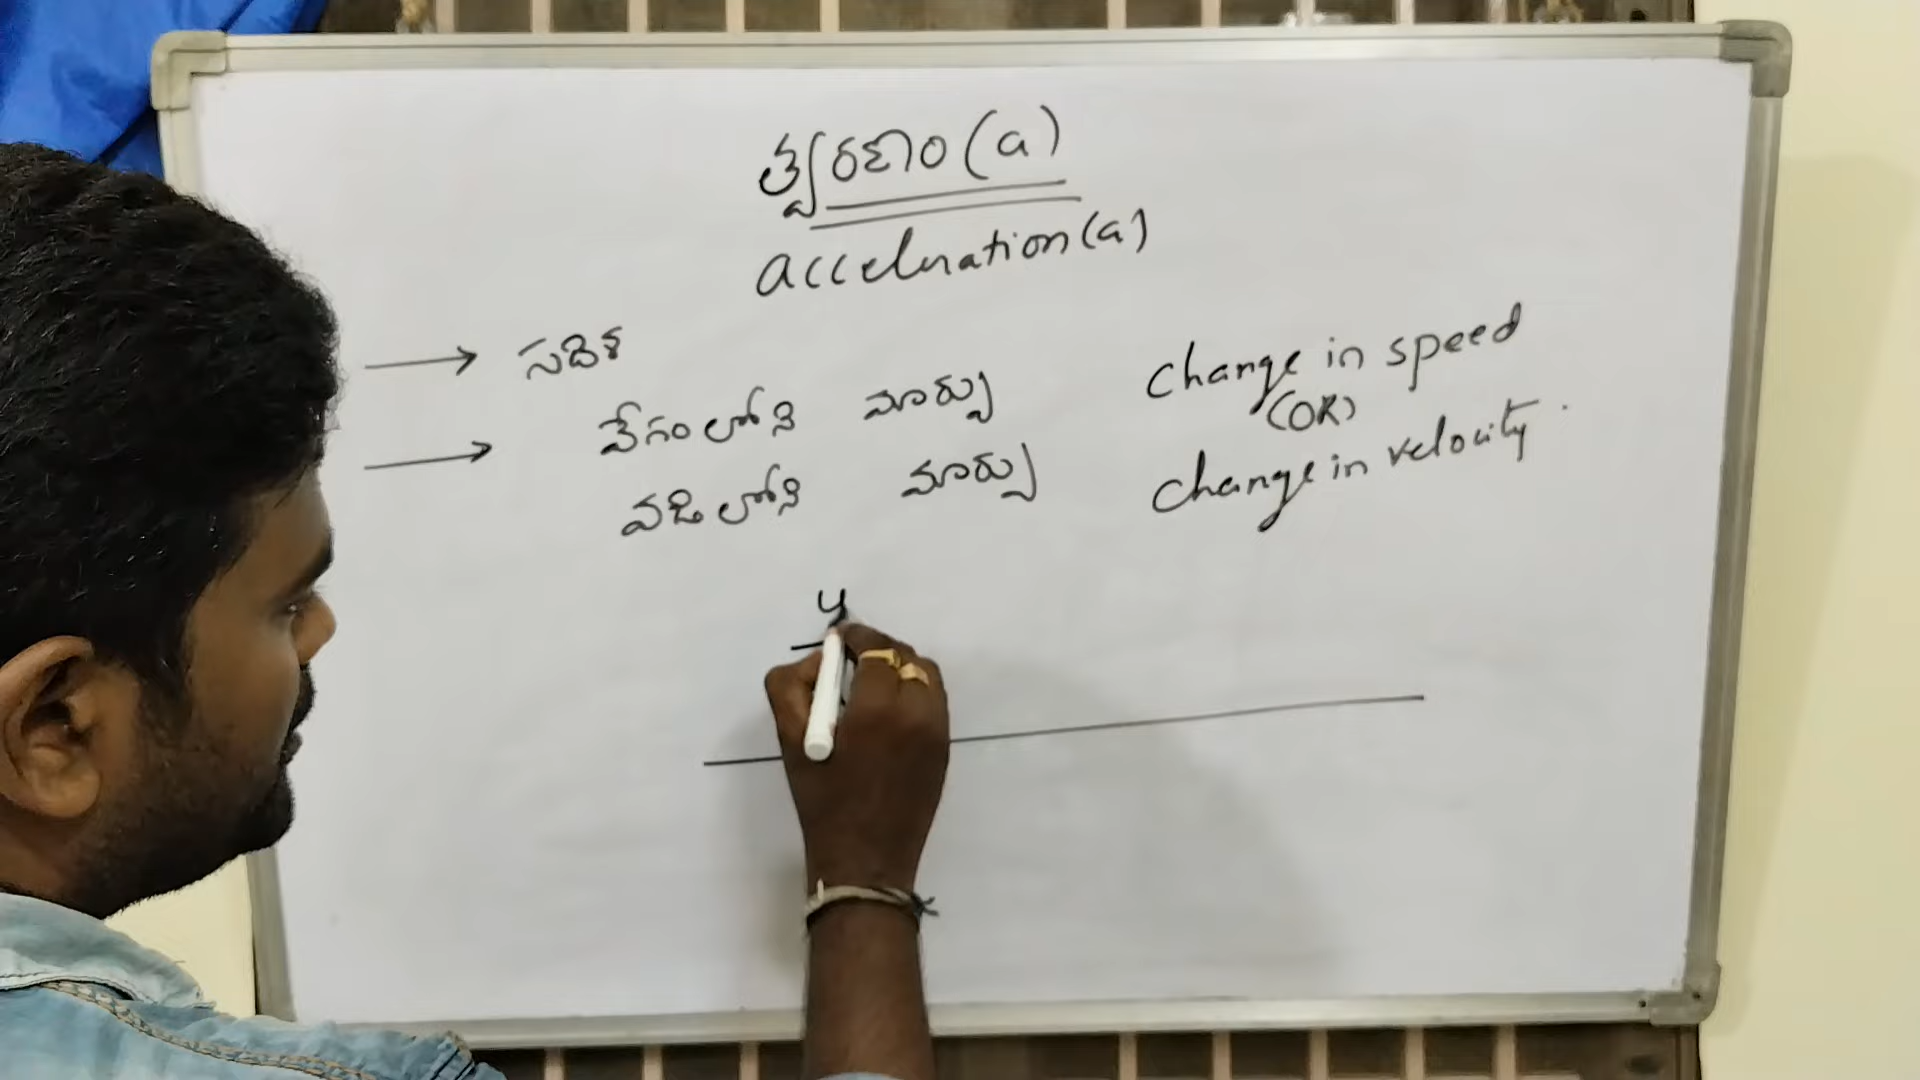 త్వరణం (a)
acceleration (a)
→ సదిశ
→ వేగంలోని మార్పు
వడిలోని మార్పు
change in speed
(OR)
change in velocity.